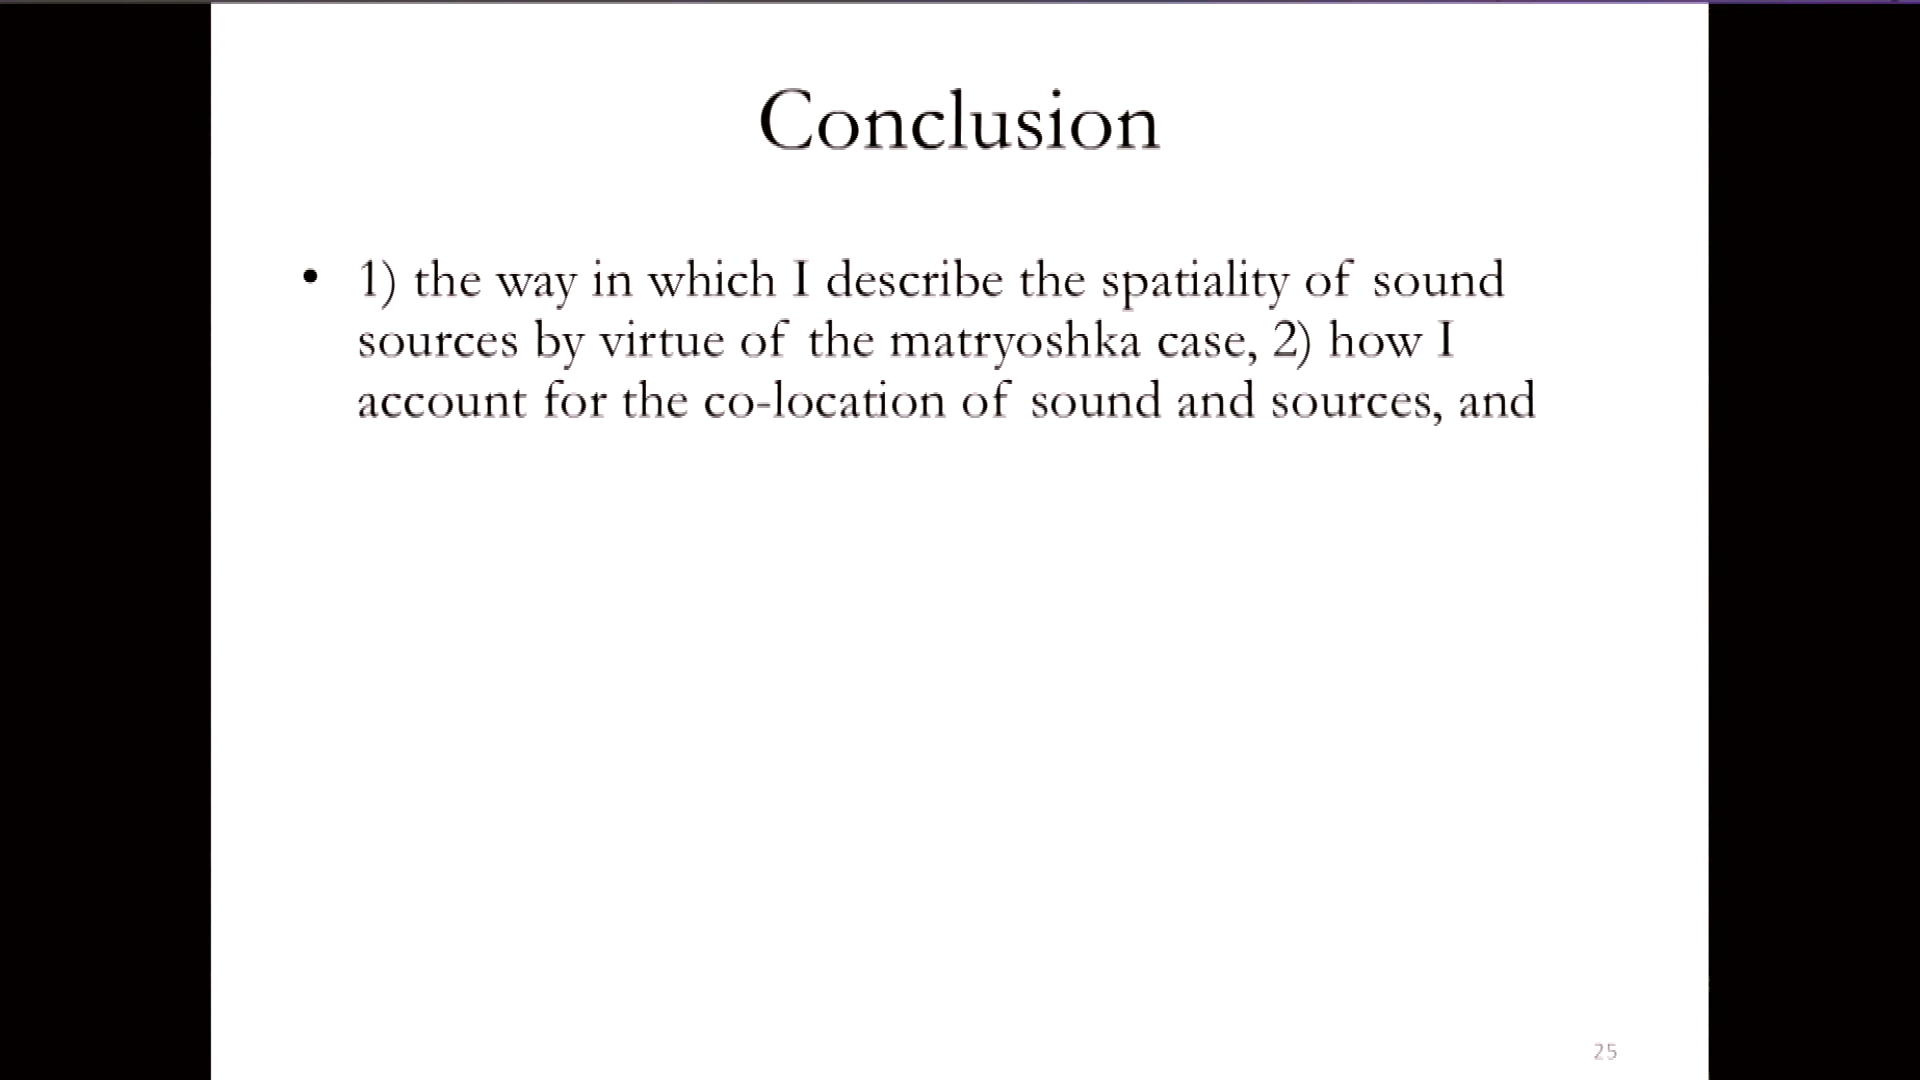 Conclusion
• 1) the way in which I describe the spatiality of sound
sources by virtue of the matryoshka case, 2) how I
account for the co-location of sound and sources, and
25